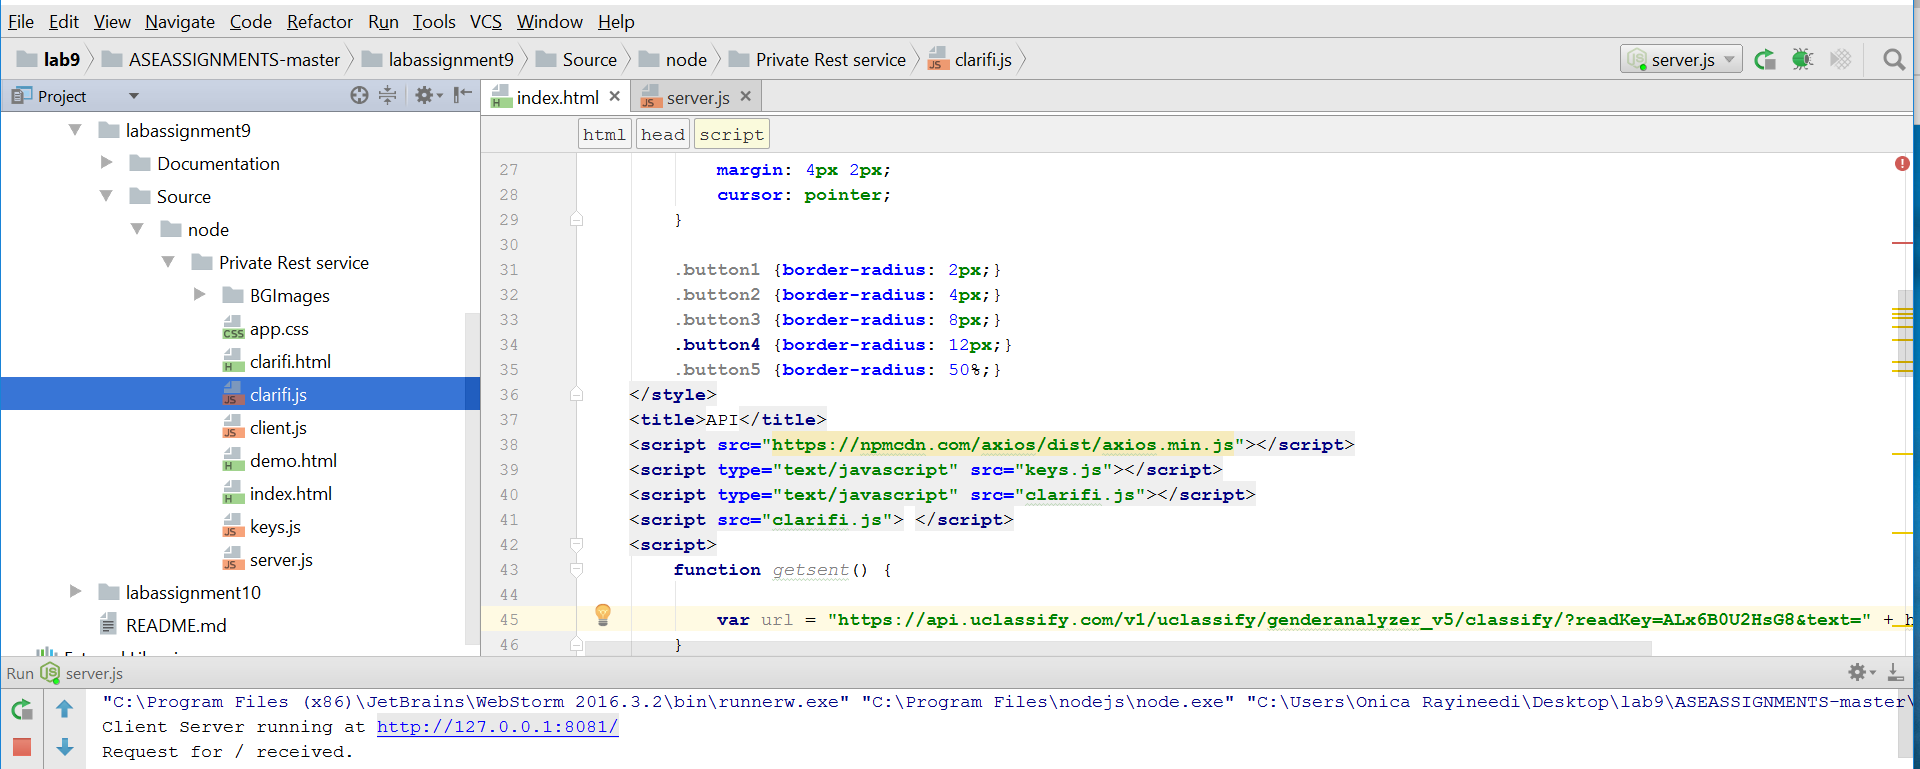 File Edit View Navigate Code Refactor Run Tools VCS Window Help
lab9 ASEASSIGNMENTS-master labassignment9 Source node Private Rest service clarifi.js server.js
Project
index.html server.js
html head script
labassignment9
Documentation
Source
node
Private Rest service
BGImages
app.css
clarifi.html
clarifi.js
client.js
demo.html
index.html
keys.js
server.js
labassignment10
README.md
27 margin: 4px 2px;
28 cursor: pointer;
29 }
30
31 .button1 {border-radius: 2px;}
32 .button2 {border-radius: 4px;}
33 .button3 {border-radius: 8px;}
34 .button4 {border-radius: 12px;}
35 .button5 {border-radius: 50%;}
36 </style>
37 <title>API</title>
38 <script src="https://npmcdn.com/axios/dist/axios.min.js"></script>
39 <script type="text/javascript" src="keys.js"></script>
40 <script type="text/javascript" src="clarifi.js"></script>
41 <script src="clarifi.js"> </script>
42 <script>
43 function getsent() {
44
45 var url = "https://api.uclassify.com/v1/uclassify/genderanalyzer_v5/classify/?readKey=ALx6B0U2HsG8&text=" + h
46 }
Run server.js
"C:\Program Files (x86)\JetBrains\WebStorm 2016.3.2\bin\runnerw.exe" "C:\Program Files\nodejs\node.exe" "C:\Users\Onica Rayineedi\Desktop\lab9\ASEASSIGNMENTS-master\
Client Server running at http://127.0.0.1:8081/
Request for / received.